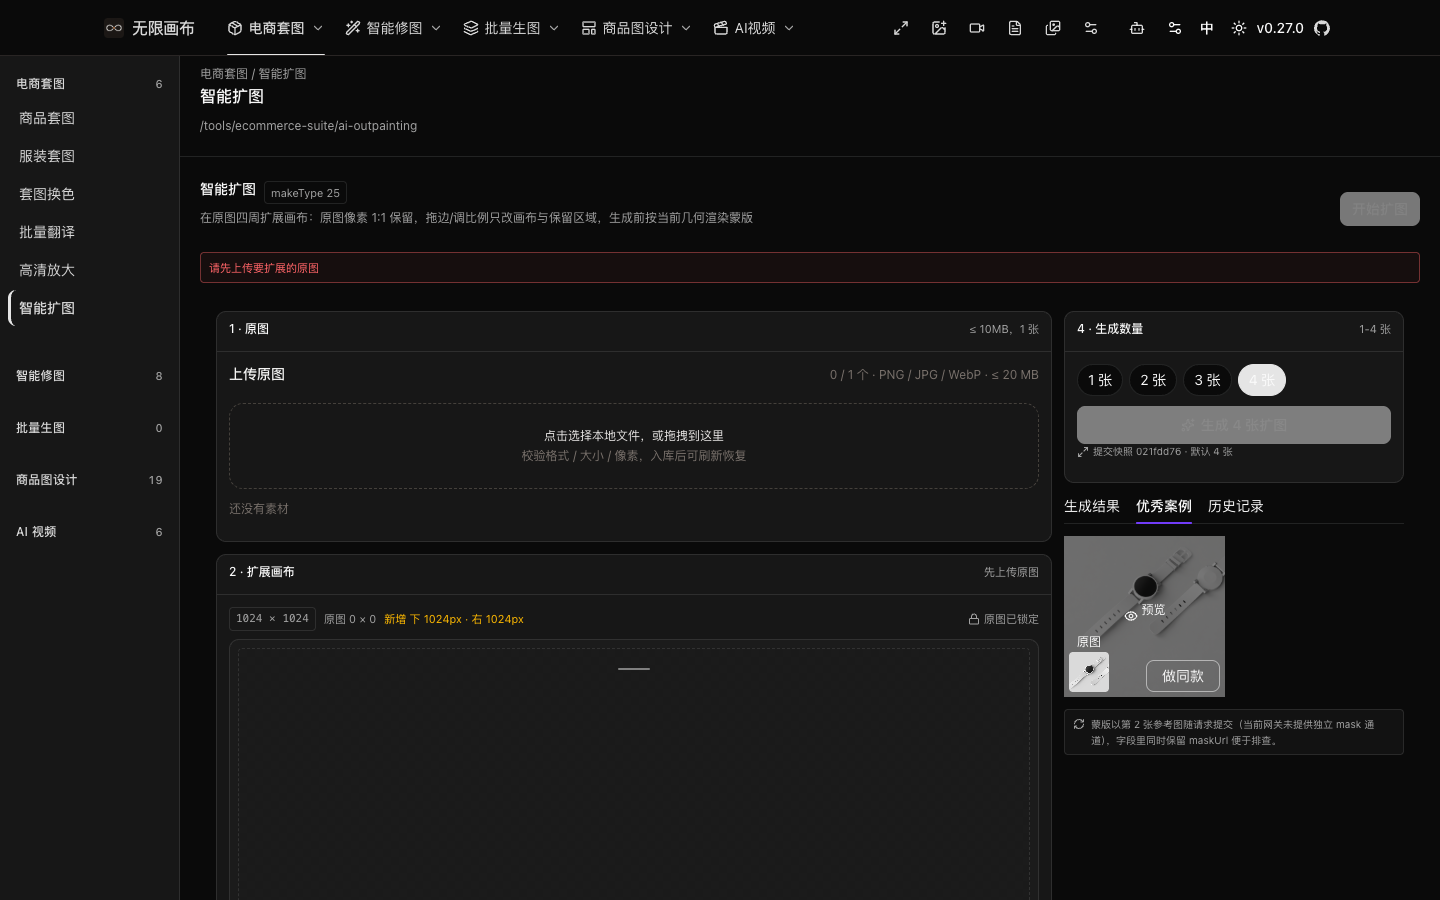 无限画布
电商套图
智能修图
批量生图
商品图设计
AI视频
中
v0.27.0
电商套图 6
商品套图
服装套图
套图换色
批量翻译
高清放大
智能扩图
智能修图 8
批量生图 0
商品图设计 19
AI 视频 6
电商套图 / 智能扩图
智能扩图
/tools/ecommerce-suite/ai-outpainting
智能扩图 makeType 25
在原图四周扩展画布：原图像素 1:1 保留，拖边/调比例只改画布与保留区域，生成前按当前几何渲染蒙版
开始扩图
请先上传要扩展的原图
1 · 原图 ≤ 10MB，1 张
上传原图 0 / 1 个 · PNG / JPG / WebP · ≤ 20 MB
点击选择本地文件，或拖拽到这里
校验格式 / 大小 / 像素，入库后可刷新恢复
还没有素材
2 · 扩展画布 先上传原图
1024 × 1024 原图 0 × 0 新增 下 1024px · 右 1024px 原图已锁定
4 · 生成数量 1-4 张
1 张 2 张 3 张 4 张
生成 4 张扩图
提交快照 021fdd76 · 默认 4 张
生成结果 优秀案例 历史记录
预览
原图
做同款
蒙版以第 2 张参考图随请求提交（当前网关未提供独立 mask 通
道），字段里同时保留 maskUrl 便于排查。